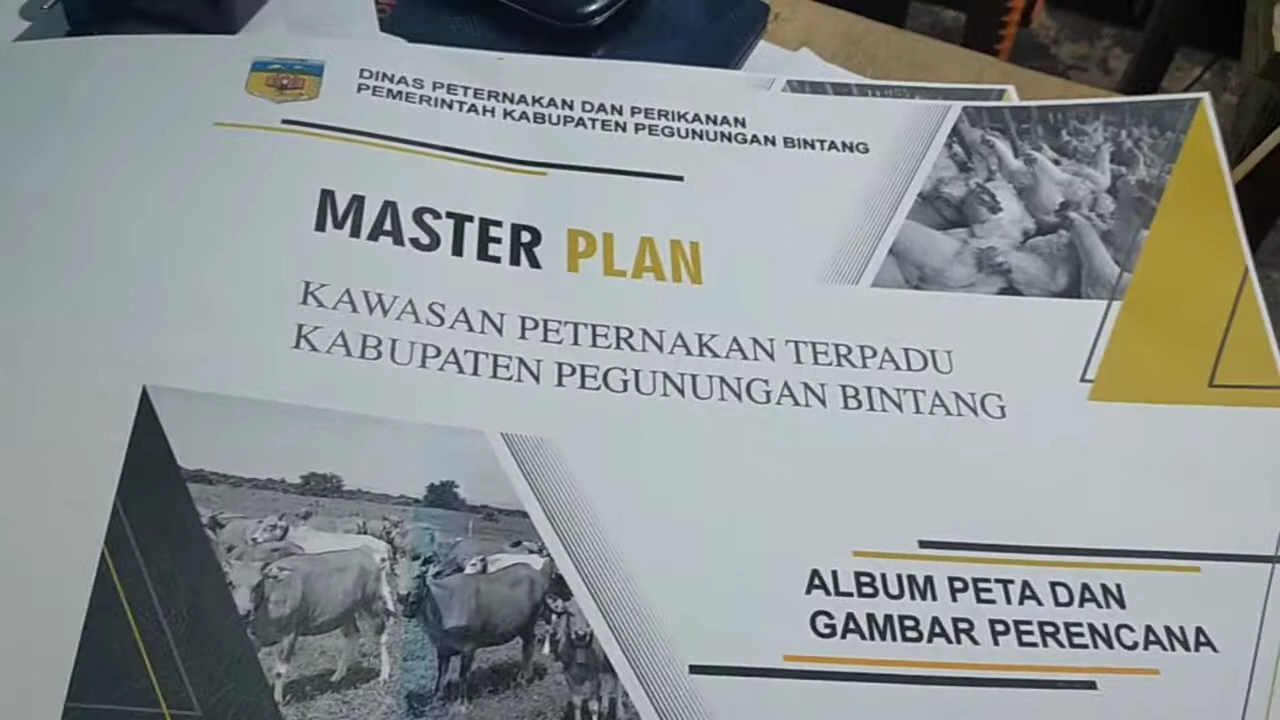 DINAS PETERNAKAN DAN PERIKANAN
PEMERINTAH KABUPATEN PEGUNUNGAN BINTANG
MASTER PLAN
KAWASAN PETERNAKAN TERPADU
KABUPATEN PEGUNUNGAN BINTANG
ALBUM PETA DAN
GAMBAR PERENCANA